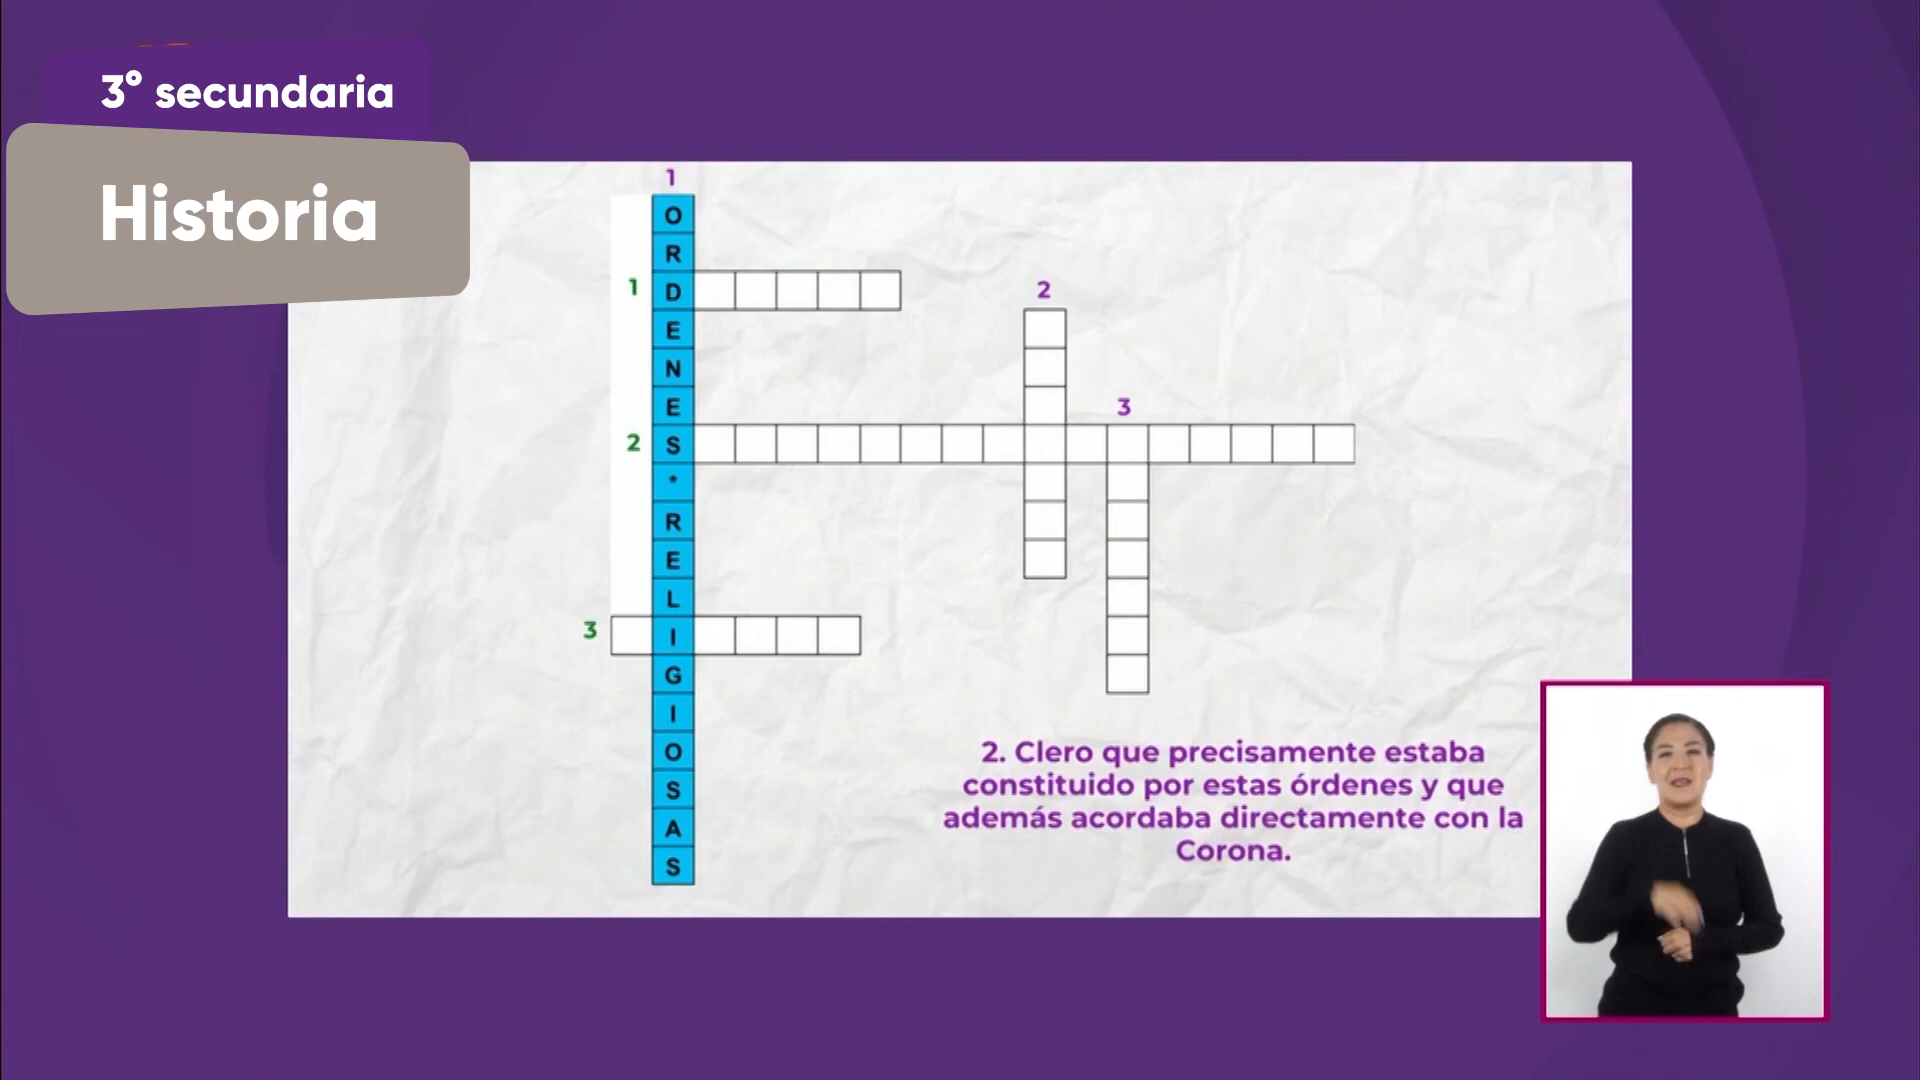 3° secundaria
Historia
1
O
R
1 D
2
E
N
E
3
2 S
*
R
E
L
3 I
G
I
O
S
A
S
2. Clero que precisamente estaba
constituido por estas órdenes y que
además acordaba directamente con la
Corona.